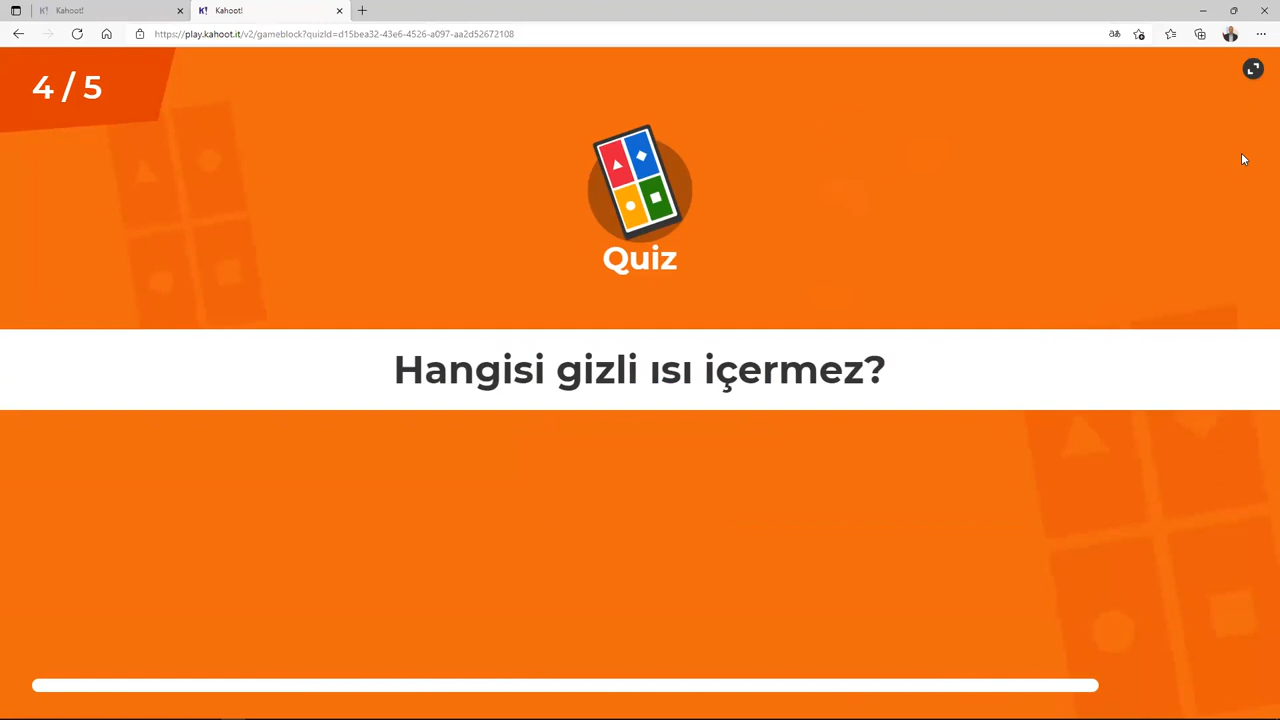 Kahoot!
Kahoot!
https://play.kahoot.it/v2/gameblock?quizId=d15bea32-43e6-4526-a097-aa2d52672108
4 / 5
Quiz
Hangisi gizli ısı içermez?